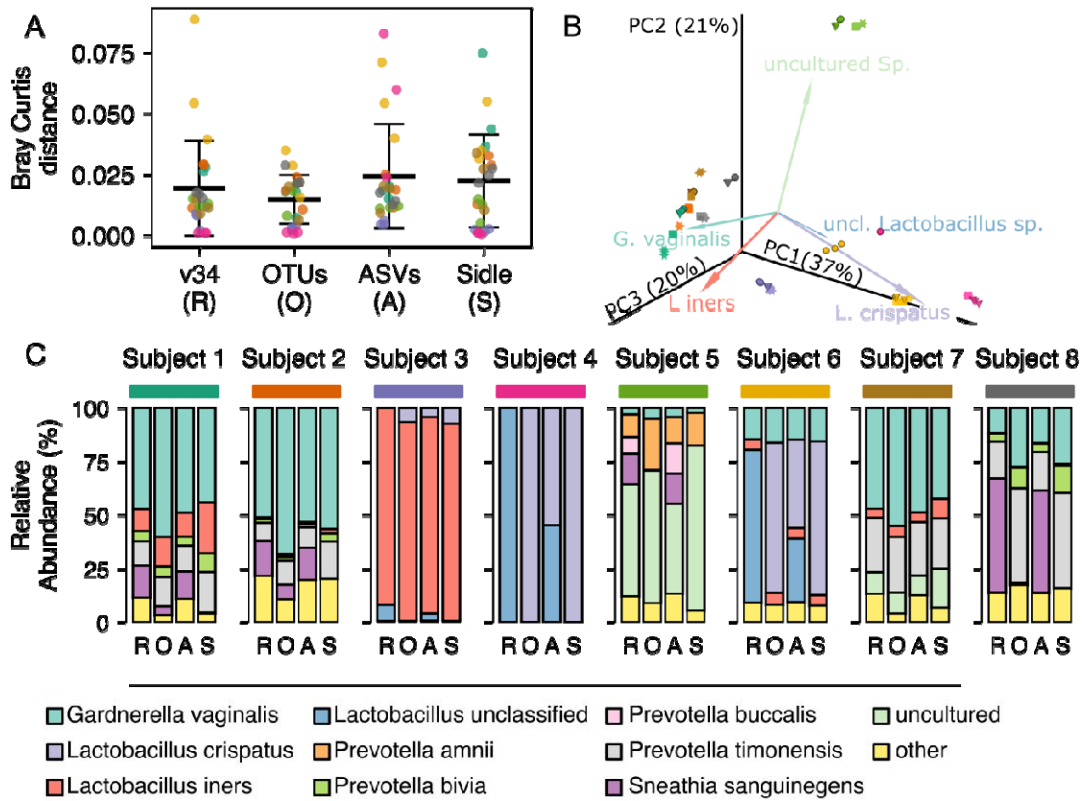 A
Bray Curtis
distance
0.075
0.050
0.025
0.000
v34
(R)
OTUs
(O)
ASVs
(A)
Sidle
(S)
B
PC2 (21%)
uncultured Sp.
uncl. Lactobacillus sp.
G. vaginalis
PC1(37%)
PC3 (20%)
L iners
L. crispatus
C
Subject 1
Subject 2
Subject 3
Subject 4
Subject 5
Subject 6
Subject 7
Subject 8
Relative
Abundance (%)
100
75
50
25
0
R O A S
R O A S
R O A S
R O A S
R O A S
R O A S
R O A S
R O A S
Gardnerella vaginalis
Lactobacillus unclassified
Prevotella buccalis
uncultured
Lactobacillus crispatus
Prevotella amnii
Prevotella timonensis
other
Lactobacillus iners
Prevotella bivia
Sneathia sanguinegens